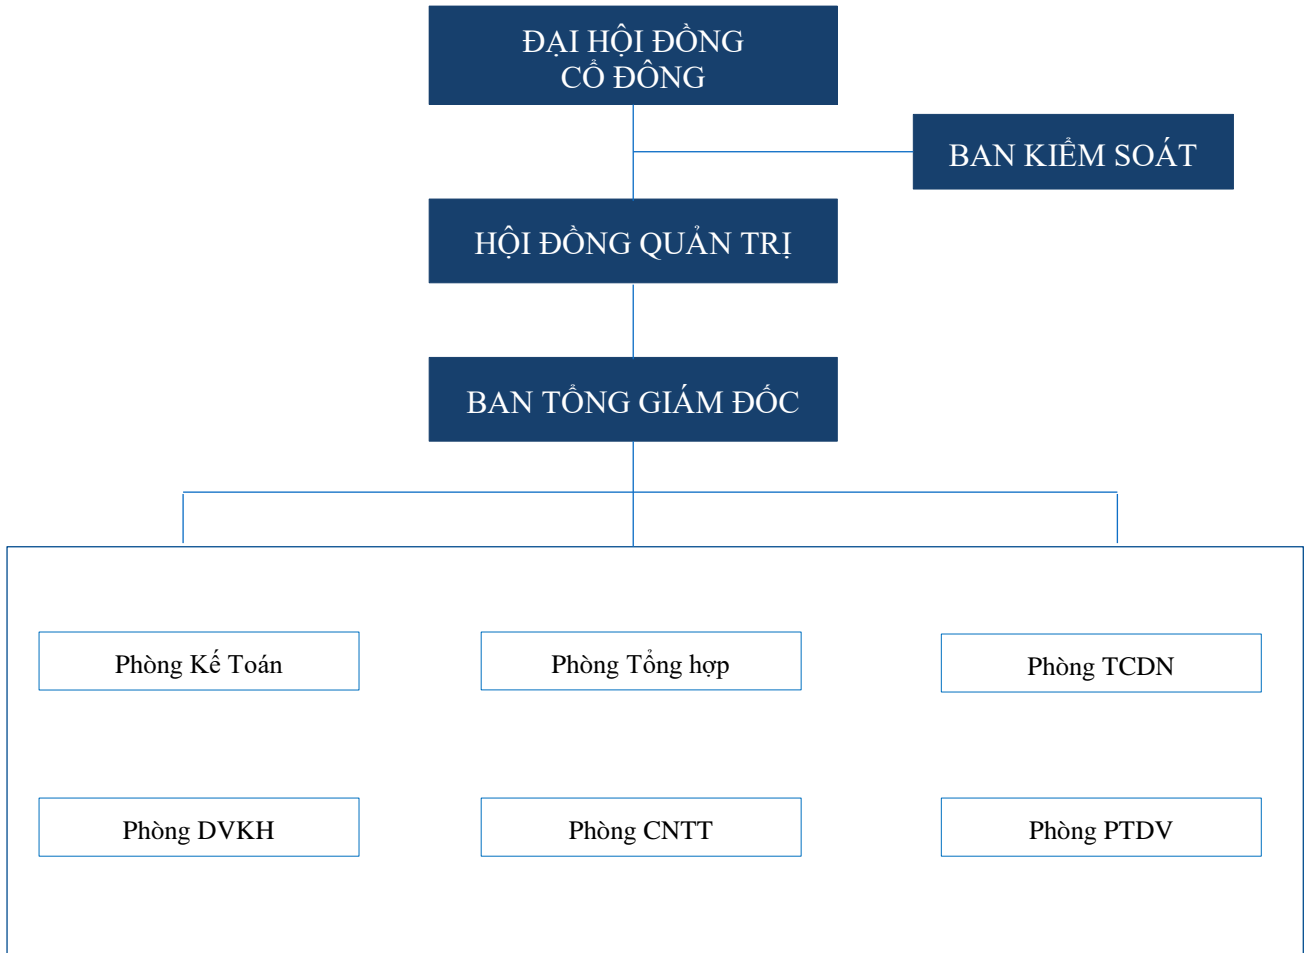 ĐẠI HỘI ĐỒNG
CỔ ĐÔNG
BAN KIỂM SOÁT
HỘI ĐỒNG QUẢN TRỊ
BAN TỔNG GIÁM ĐỐC
Phòng Kế Toán
Phòng Tổng hợp
Phòng TCDN
Phòng DVKH
Phòng CNTT
Phòng PTDV